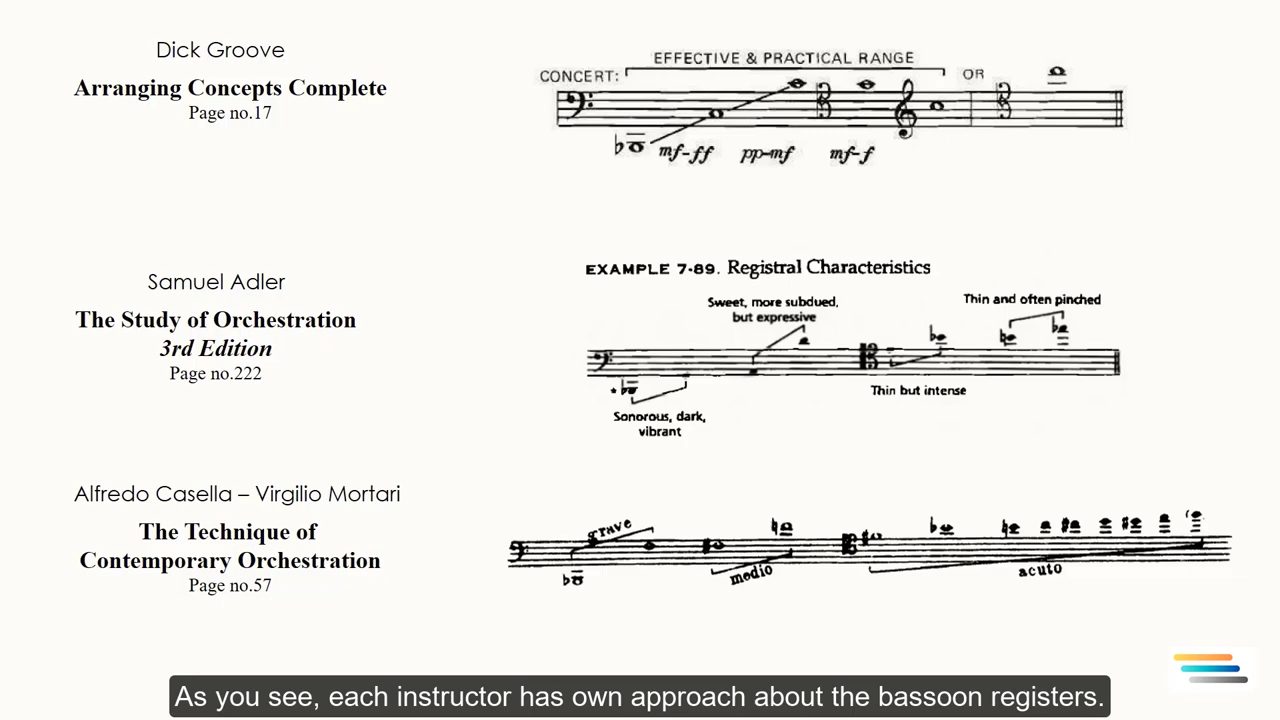 Dick Groove
Arranging Concepts Complete
Page no.17
EFFECTIVE & PRACTICAL RANGE
CONCERT:
OR
mf-ff pp-mf mf-f
Samuel Adler
The Study of Orchestration
3rd Edition
Page no.222
EXAMPLE 7-89. Registral Characteristics
Sweet, more subdued,
but expressive
Thin and often pinched
Thin but intense
Sonorous, dark,
vibrant
Alfredo Casella – Virgilio Mortari
The Technique of
Contemporary Orchestration
Page no.57
grave
medio
acuto
As you see, each instructor has own approach about the bassoon registers.